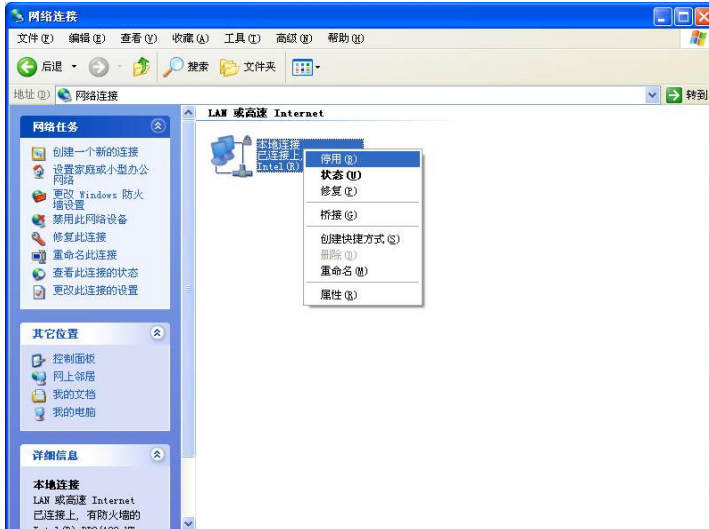 网络连接
文件(F) 编辑(E) 查看(V) 收藏(A) 工具(T) 高级(N) 帮助(H)
后退 搜索 文件夹
地址(D) 网络连接 转到
网络任务
创建一个新的连接
设置家庭或小型办公
网络
更改 Windows 防火
墙设置
禁用此网络设备
修复此连接
重命名此连接
查看此连接的状态
更改此连接的设置
其它位置
控制面板
网上邻居
我的文档
我的电脑
详细信息
本地连接
LAN 或高速 Internet
已连接上, 有防火墙的
LAN 或高速 Internet
本地连接
已连接上,
Intel(R)
停用(B)
状态(U)
修复(P)
桥接(G)
创建快捷方式(S)
删除(D)
重命名(M)
属性(R)